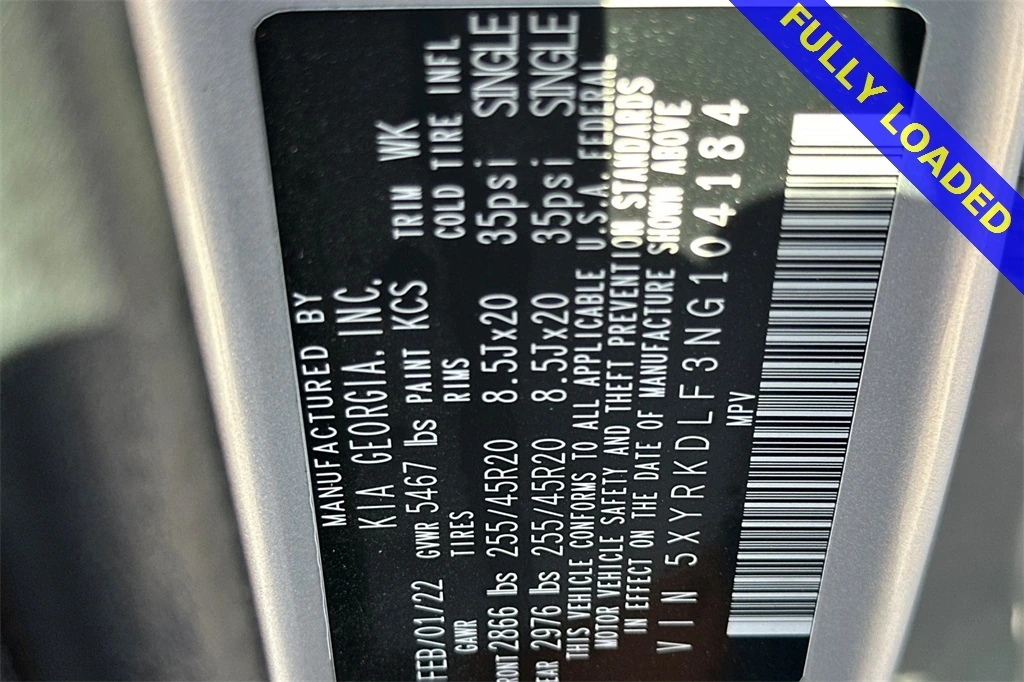 MANUFACTURED BY
KIA GEORGIA, INC.
FEB/01/22 GVWR 5467 lbs PAINT KCS TRIM WK
GAWR TIRES RIMS COLD TIRE INFL
RONT 2866 lbs 255/45R20 8.5Jx20 35psi SINGLE
EAR 2976 lbs 255/45R20 8.5Jx20 35psi SINGLE
THIS VEHICLE CONFORMS TO ALL APPLICABLE U.S.A. FEDERAL
MOTOR VEHICLE SAFETY AND THEFT PREVENTION STANDARDS
IN EFFECT ON THE DATE OF MANUFACTURE SHOWN ABOVE
VIN 5XYRKDLF3NG104184
MPV
FULLY LOADED